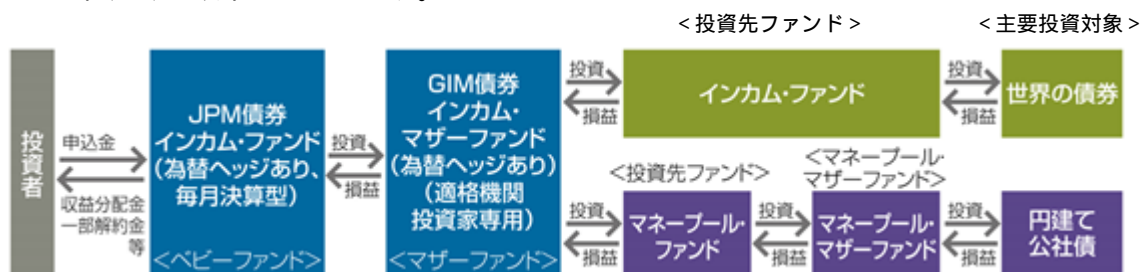 <投資先ファンド>
<主要投資対象>
投資者
申込金
収益分配金
一部解約金
等
JPM債券
インカム・ファンド
(為替ヘッジあり、
毎月決算型)
<ベビーファンド>
投資
損益
GIM債券
インカム・
マザーファンド
(為替ヘッジあり)
(適格機関
投資家専用)
<マザーファンド>
投資
損益
インカム・ファンド
投資
損益
世界の債券
<投資先ファンド>
<マネープール・
マザーファンド>
投資
損益
マネープール・
ファンド
投資
損益
マネープール・
マザーファンド
投資
損益
円建て
公社債